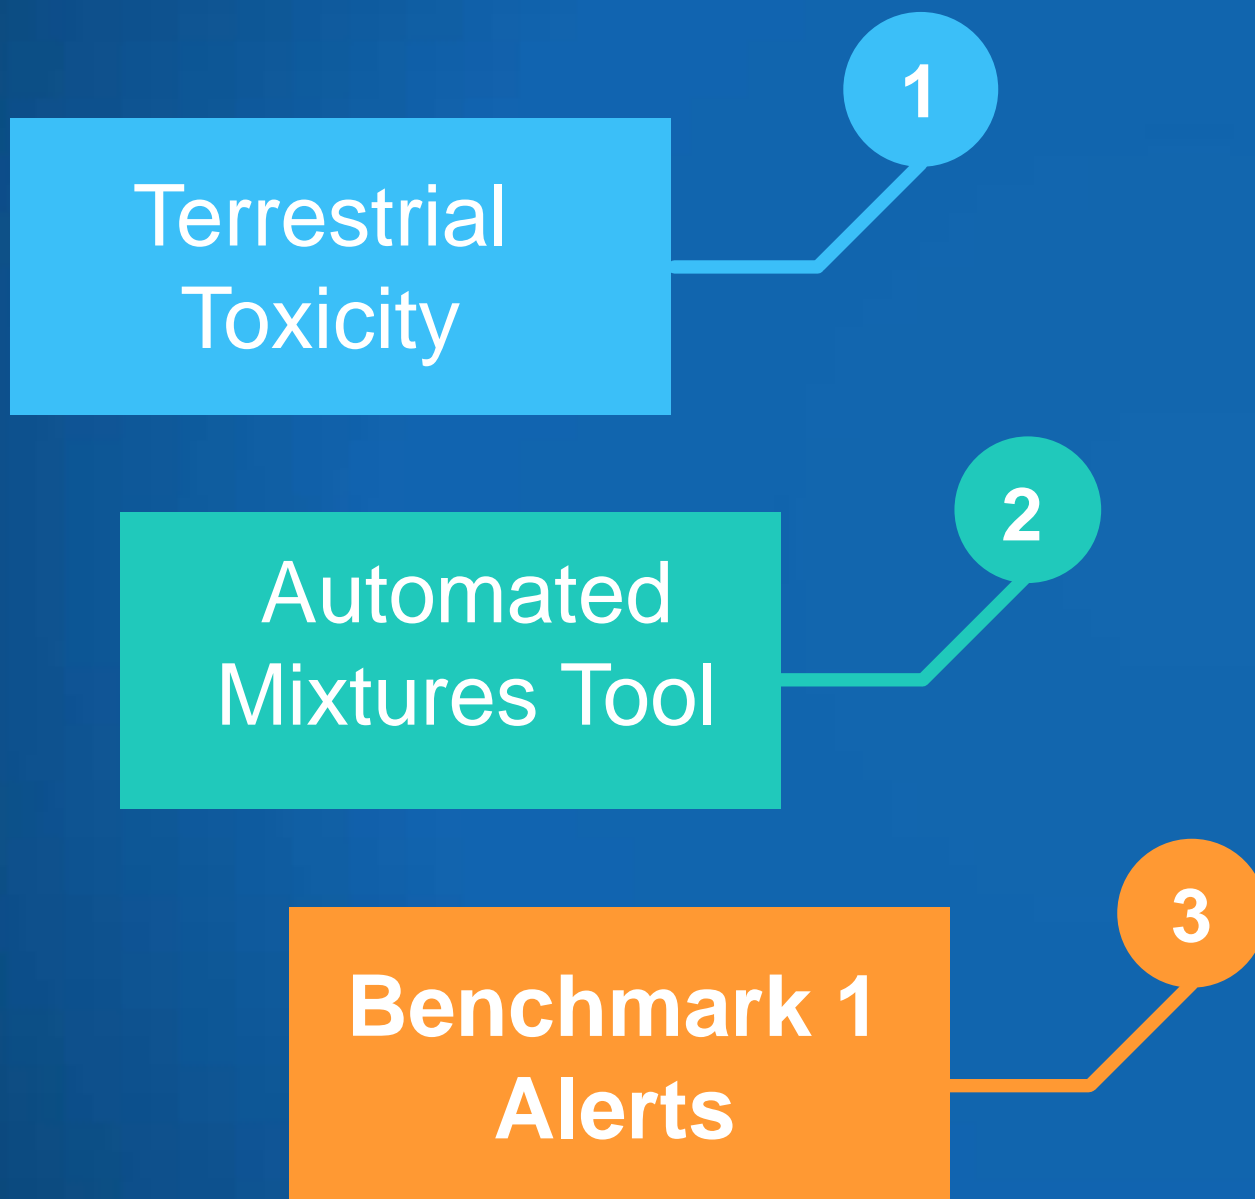 1
Terrestrial
Toxicity
2
Automated
Mixtures Tool
3
Benchmark 1
Alerts